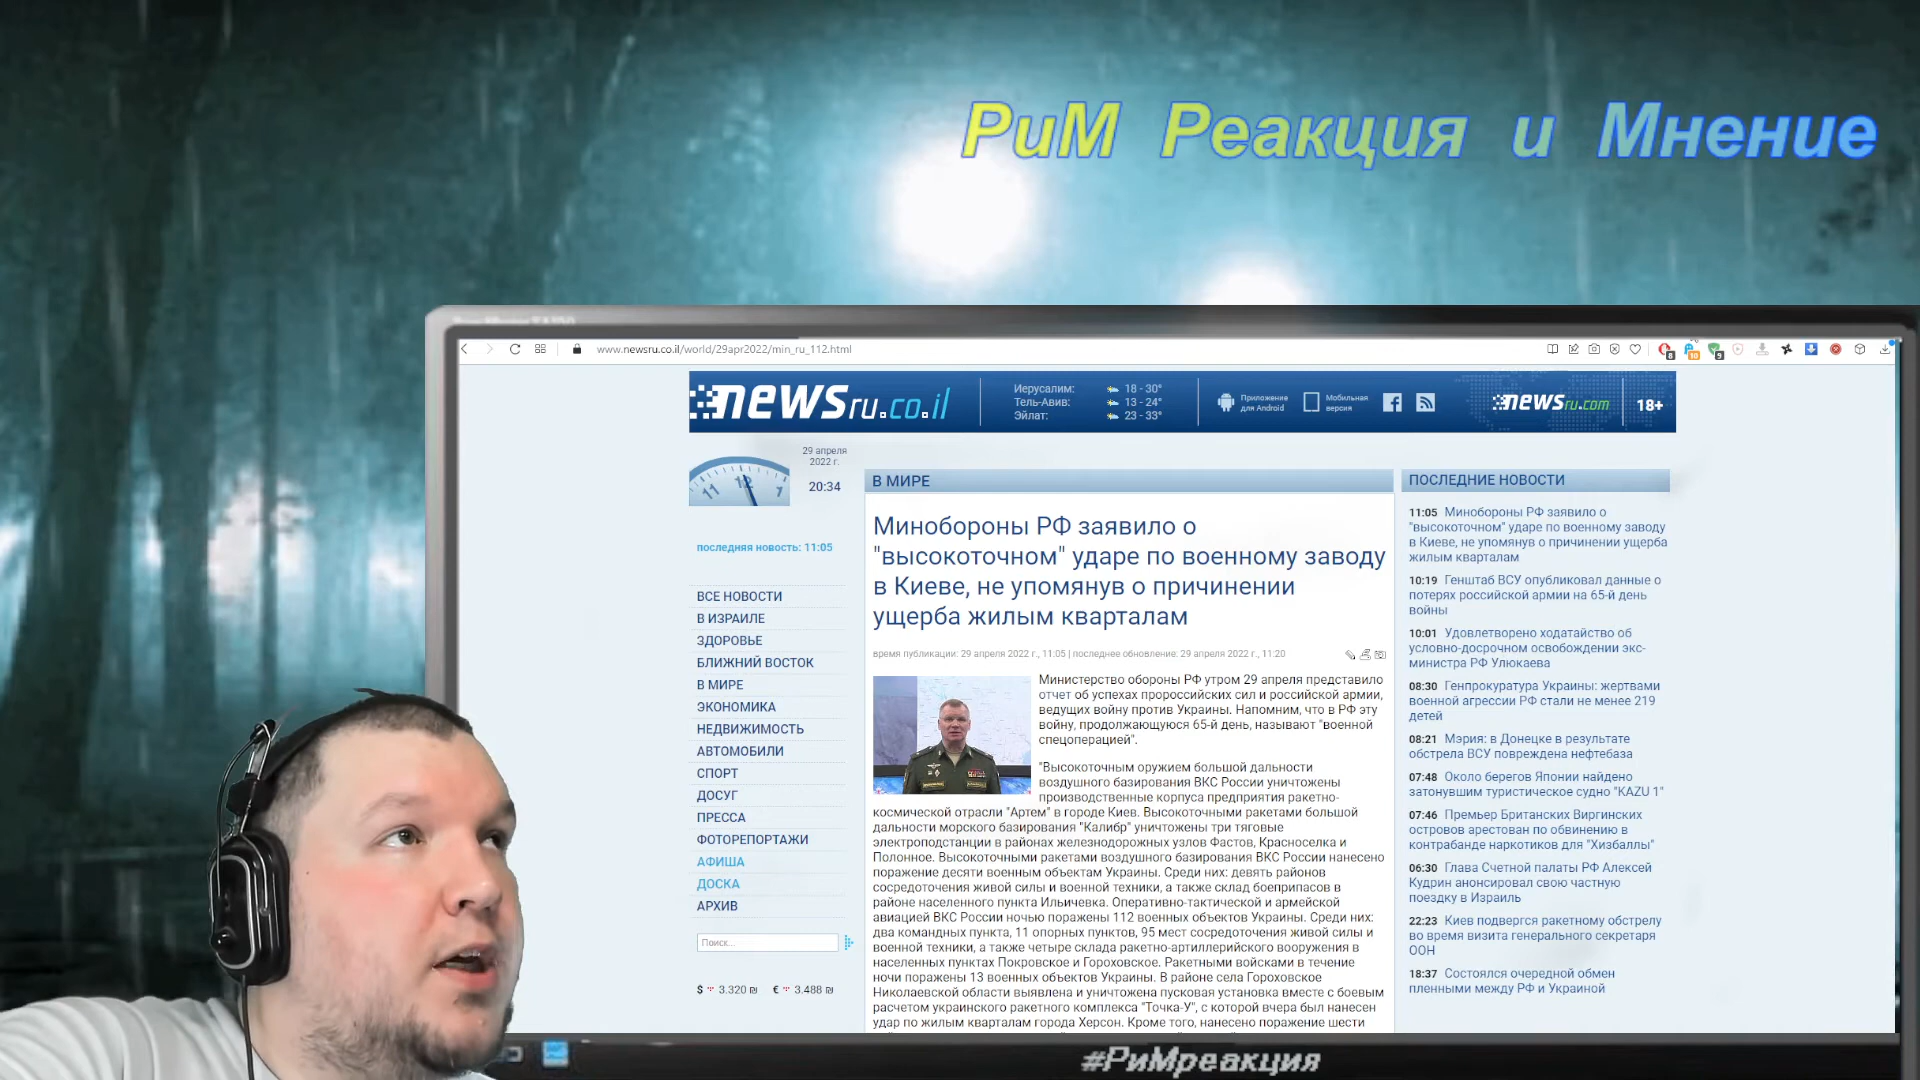 РиМ Реакция и Мнение
www.newsru.co.il/world/29apr2022/min_ru_112.html
8
10
9
newsru.co.il
Иерусалим: 18 - 30°
Тель-Авив: 13 - 24°
Эйлат: 23 - 33°
Приложение
для Android
Мобильная
версия
newsru.com
18+
29 апреля
2022 г.
20:34
11 12 1
последняя новость: 11:05
ВСЕ НОВОСТИ
В ИЗРАИЛЕ
ЗДОРОВЬЕ
БЛИЖНИЙ ВОСТОК
В МИРЕ
ЭКОНОМИКА
НЕДВИЖИМОСТЬ
АВТОМОБИЛИ
СПОРТ
ДОСУГ
ПРЕССА
ФОТОРЕПОРТАЖИ
АФИША
ДОСКА
АРХИВ
Поиск...
$ 3.320 ₪ € 3.488 ₪
В МИРЕ
Минобороны РФ заявило о
"высокоточном" ударе по военному заводу
в Киеве, не упомянув о причинении
ущерба жилым кварталам
время публикации: 29 апреля 2022 г., 11:05 | последнее обновление: 29 апреля 2022 г., 11:20
Министерство обороны РФ утром 29 апреля представило
отчет об успехах пророссийских сил и российской армии,
ведущих войну против Украины. Напомним, что в РФ эту
войну, продолжающуюся 65-й день, называют "военной
спецоперацией".
"Высокоточным оружием большой дальности
воздушного базирования ВКС России уничтожены
производственные корпуса предприятия ракетно-
космической отрасли "Артем" в городе Киев. Высокоточными ракетами большой
дальности морского базирования "Калибр" уничтожены три тяговые
электроподстанции в районах железнодорожных узлов Фастов, Красноселка и
Полонное. Высокоточными ракетами воздушного базирования ВКС России нанесено
поражение десяти военным объектам Украины. Среди них: девять районов
сосредоточения живой силы и военной техники, а также склад боеприпасов в
районе населенного пункта Ильичевка. Оперативно-тактической и армейской
авиацией ВКС России ночью поражены 112 военных объектов Украины. Среди них:
два командных пункта, 11 опорных пунктов, 95 мест сосредоточения живой силы и
военной техники, а также четыре склада ракетно-артиллерийского вооружения в
населенных пунктах Покровское и Гороховское. Ракетными войсками в течение
ночи поражены 13 военных объектов Украины. В районе села Гороховское
Николаевской области выявлена и уничтожена пусковая установка вместе с боевым
расчетом украинского ракетного комплекса "Точка-У", с которой вчера был нанесен
удар по жилым кварталам города Херсон. Кроме того, нанесено поражение шести
ПОСЛЕДНИЕ НОВОСТИ
11:05 Минобороны РФ заявило о
"высокоточном" ударе по военному заводу
в Киеве, не упомянув о причинении ущерба
жилым кварталам
10:19 Генштаб ВСУ опубликовал данные о
потерях российской армии на 65-й день
войны
10:01 Удовлетворено ходатайство об
условно-досрочном освобождении экс-
министра РФ Улюкаева
08:30 Генпрокуратура Украины: жертвами
военной агрессии РФ стали не менее 219
детей
08:21 Мэрия: в Донецке в результате
обстрела ВСУ повреждена нефтебаза
07:48 Около берегов Японии найдено
затонувшим туристическое судно "KAZU 1"
07:46 Премьер Британских Виргинских
островов арестован по обвинению в
контрабанде наркотиков для "Хизбаллы"
06:30 Глава Счетной палаты РФ Алексей
Кудрин анонсировал свою частную
поездку в Израиль
22:23 Киев подвергся ракетному обстрелу
во время визита генерального секретаря
ООН
18:37 Состоялся очередной обмен
пленными между РФ и Украиной
#РиМреакция